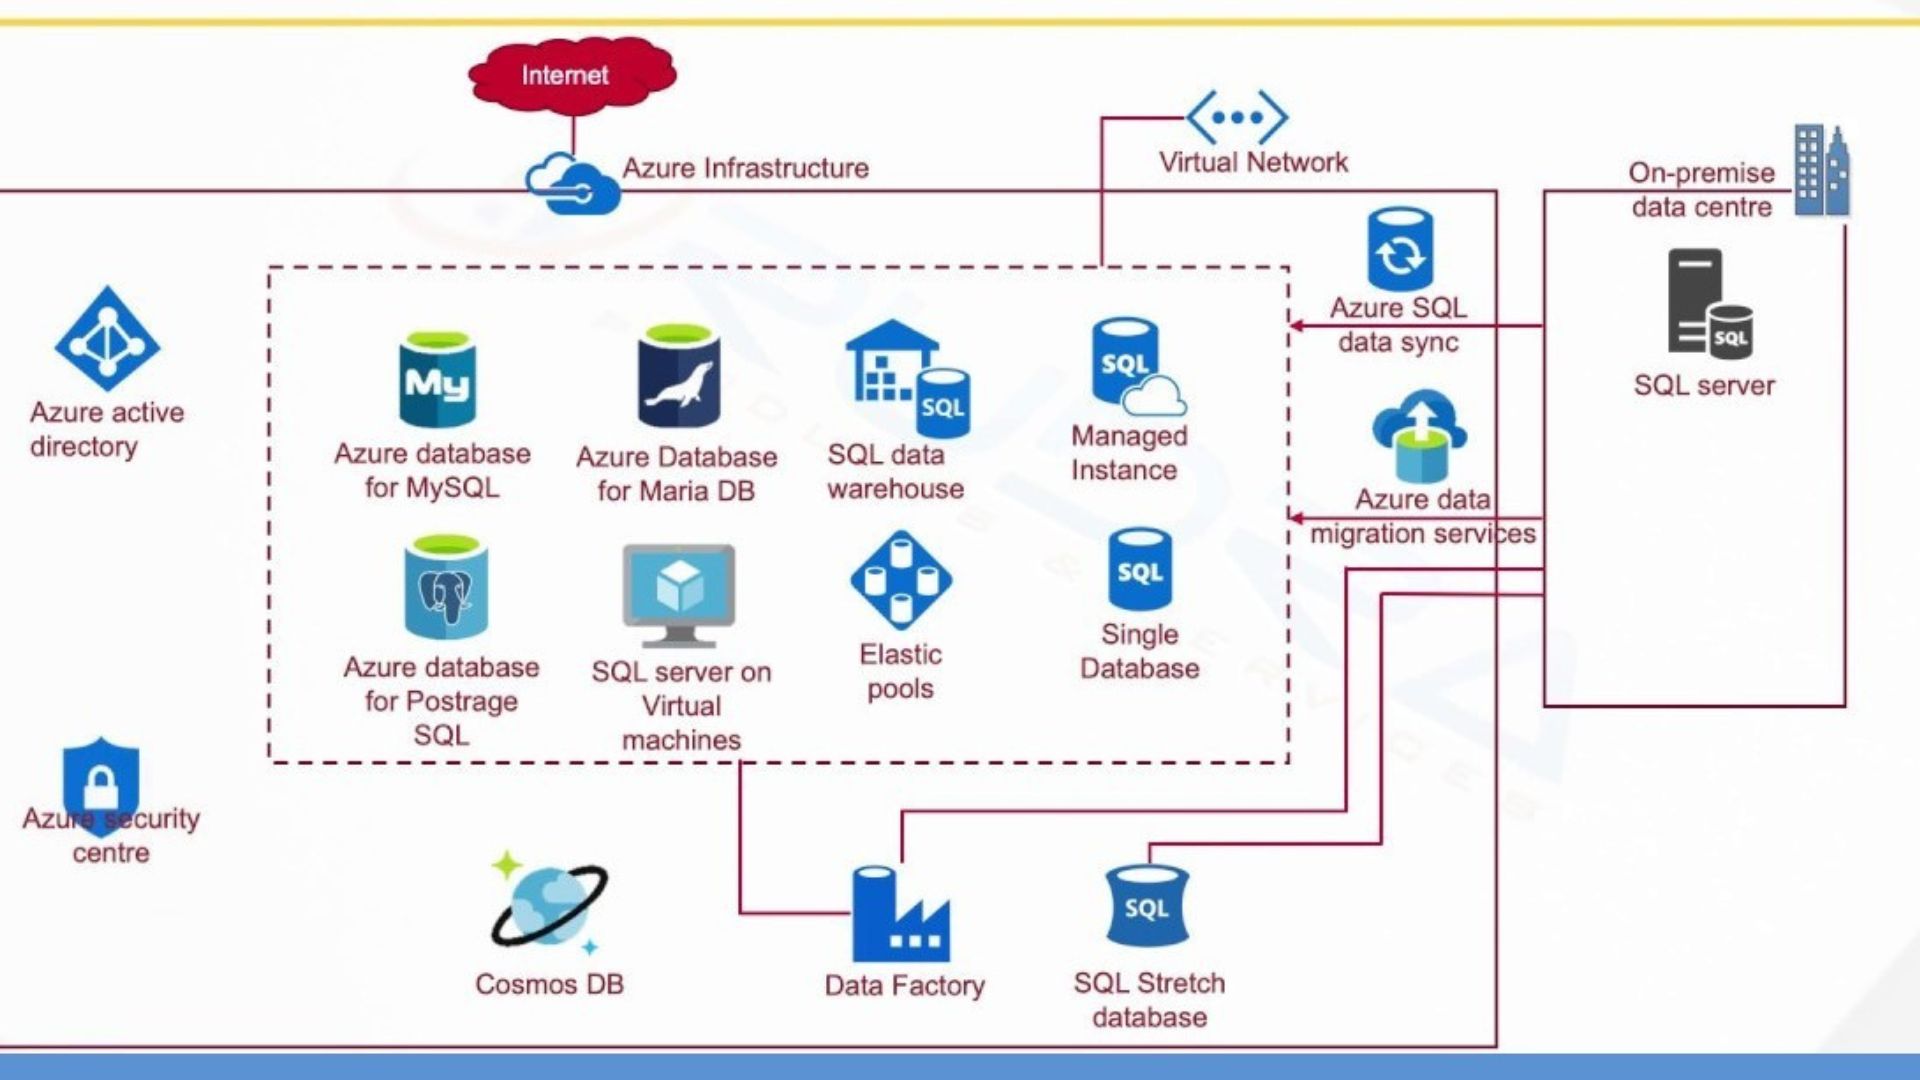 Internet
Azure Infrastructure
Virtual Network
On-premise
data centre
Azure SQL
data sync
SQL
SQL server
Azure active
directory
My
Azure database
for MySQL
Azure Database
for Maria DB
SQL
SQL data
warehouse
SQL
Managed
Instance
Azure data
migration services
Azure database
for Postrage
SQL
SQL server on
Virtual
machines
Elastic
pools
SQL
Single
Database
Azure security
centre
Cosmos DB
Data Factory
SQL
SQL Stretch
database